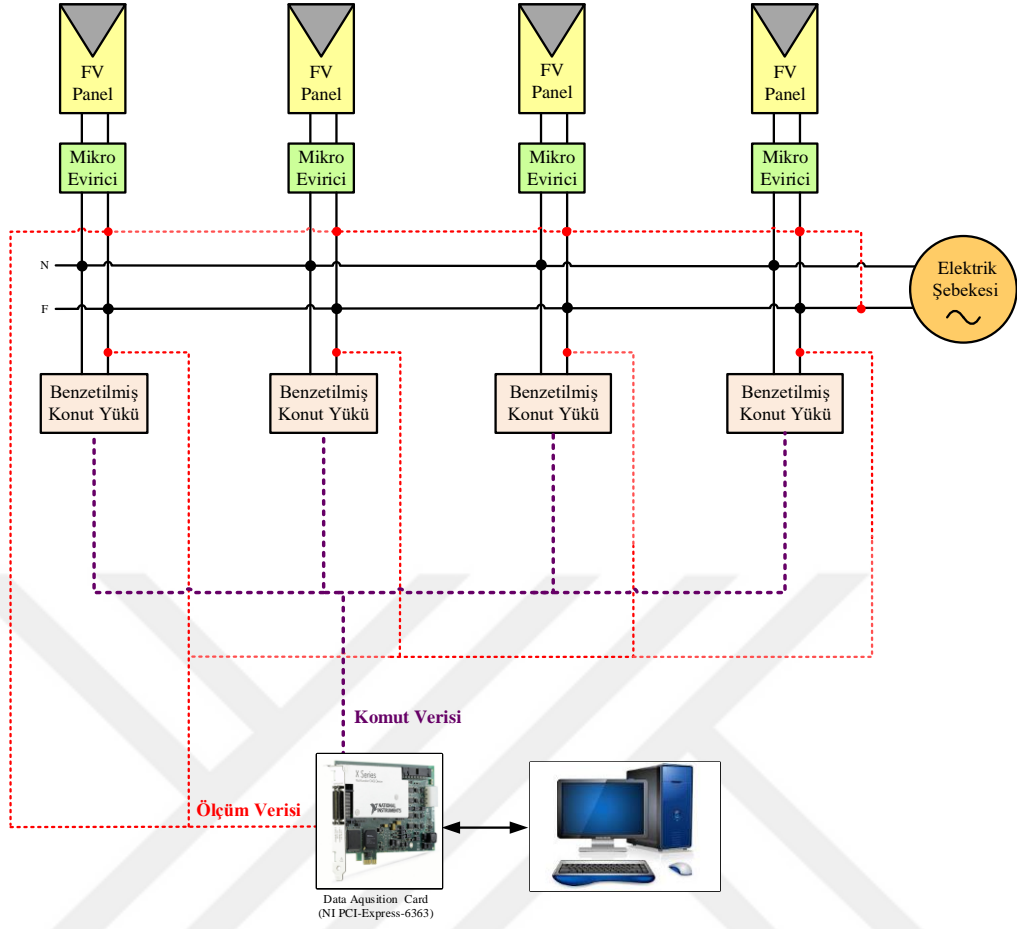 FV
Panel
FV
Panel
FV
Panel
FV
Panel
Mikro
Evirici
Mikro
Evirici
Mikro
Evirici
Mikro
Evirici
N
F
Elektrik
Şebekesi
Benzetilmiş
Konut Yükü
Benzetilmiş
Konut Yükü
Benzetilmiş
Konut Yükü
Benzetilmiş
Konut Yükü
Komut Verisi
Ölçüm Verisi
X Series
NATIONAL
INSTRUMENTS
Data Aqusition Card
(NI PCI-Express-6363)